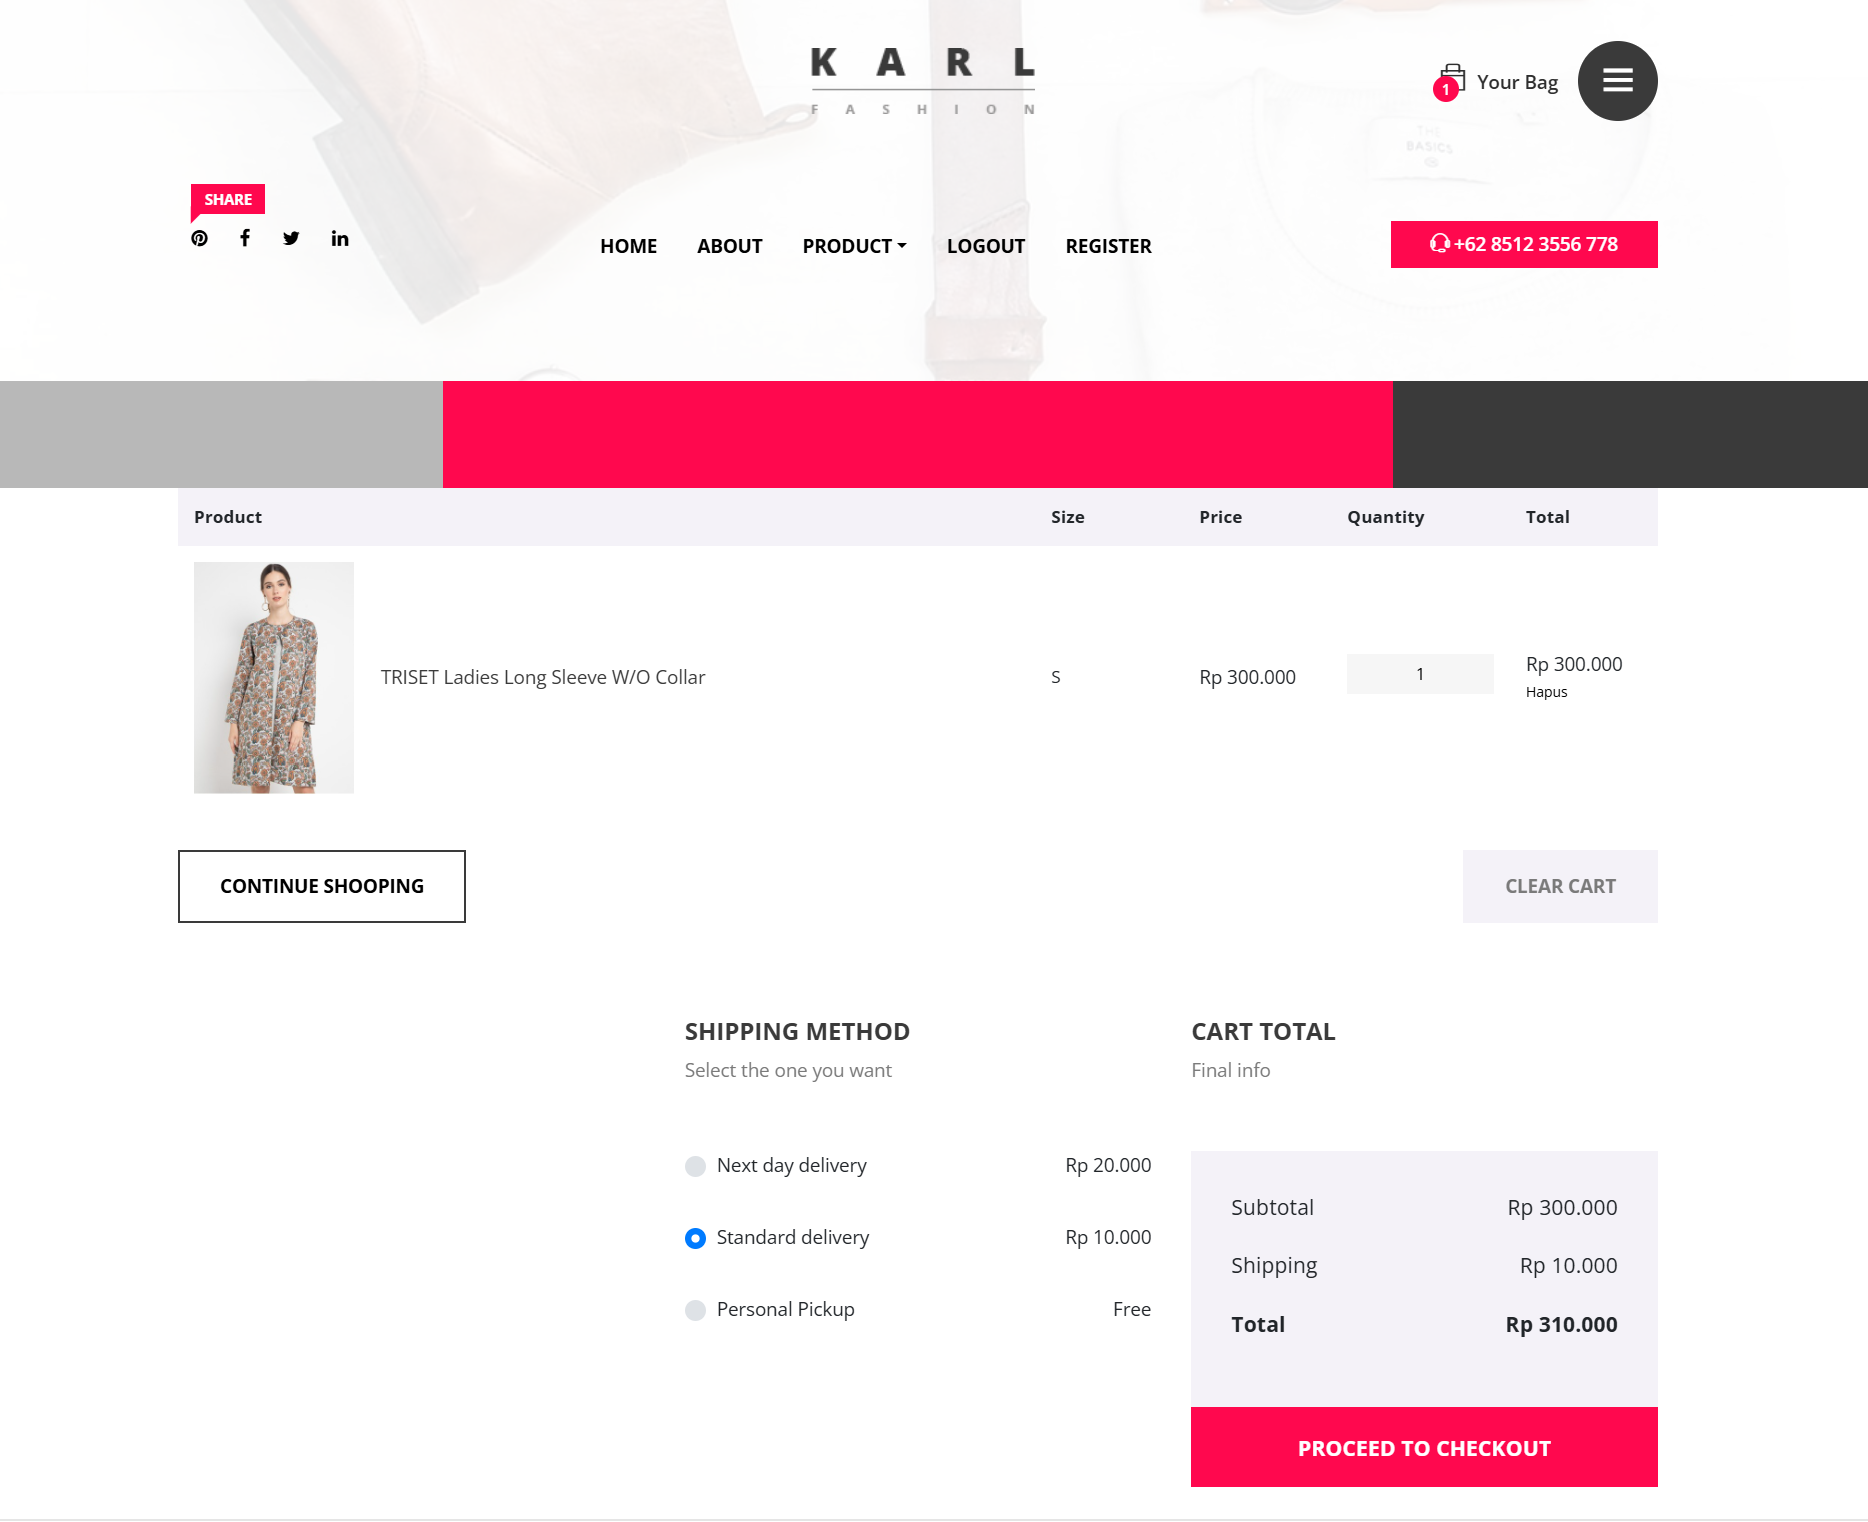 K A R L
F A S H I O N
1 Your Bag
THE
BASICS
SHARE
HOME ABOUT PRODUCT LOGOUT REGISTER
+62 8512 3556 778
Product Size Price Quantity Total
TRISET Ladies Long Sleeve W/O Collar S Rp 300.000 1 Rp 300.000
Hapus
CONTINUE SHOOPING CLEAR CART
SHIPPING METHOD
Select the one you want
Next day delivery Rp 20.000
Standard delivery Rp 10.000
Personal Pickup Free
CART TOTAL
Final info
Subtotal Rp 300.000
Shipping Rp 10.000
Total Rp 310.000
PROCEED TO CHECKOUT